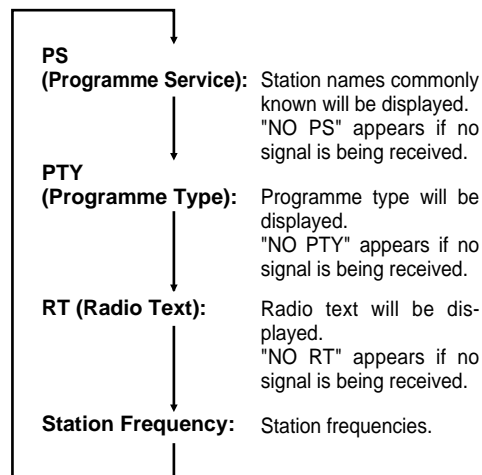 PS
(Programme Service): Station names commonly
known will be displayed.
"NO PS" appears if no
signal is being received.
PTY
(Programme Type): Programme type will be
displayed.
"NO PTY" appears if no
signal is being received.
RT (Radio Text): Radio text will be dis-
played.
"NO RT" appears if no
signal is being received.
Station Frequency: Station frequencies.